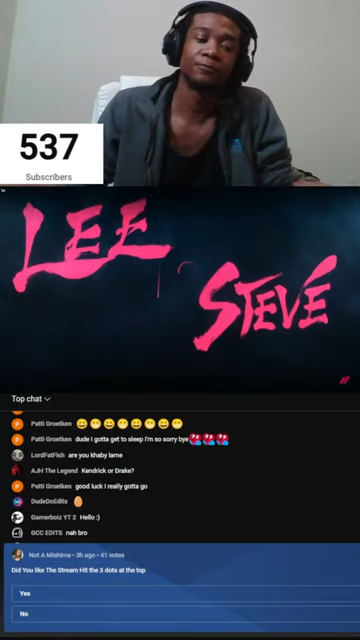 537
Subscribers
LEE
STEVE
Top chat
Patti Groetken
Patti Groetken dude I gotta get to sleep I'm so sorry bye
LordFatFish are you khaby lame
AJH The Legend Kendrick or Drake?
Patti Groetken good luck I really gotta go
DudeDoEdits
Gamerboiz YT 2 Hello :)
GCC EDITS nah bro
Not A Mishima • 3h ago • 41 votes
Did You like The Stream Hit the 3 dots at the top
Yes
No